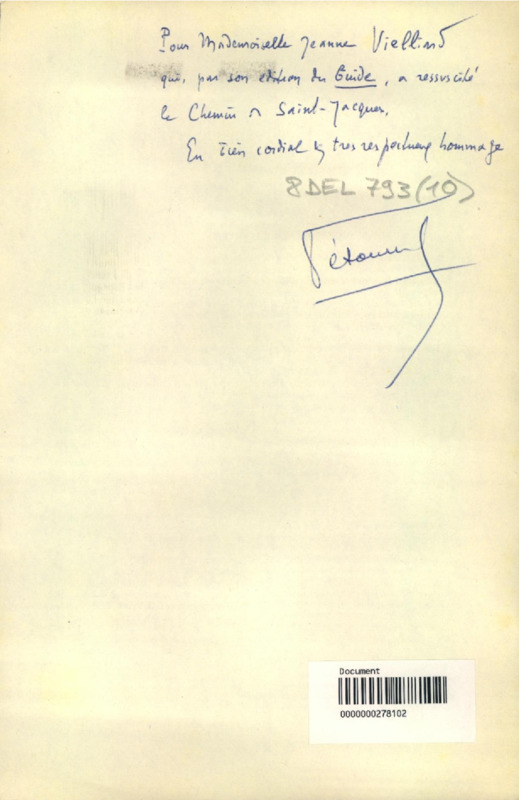 Pour Mademoiselle Jeanne Vielliard
qui, par son édition du Guide, a ressuscité
le Chemin de Saint-Jacques,
En bien cordial et très respectueux hommage
8 DEL 793 (10)
Document
0000000278102